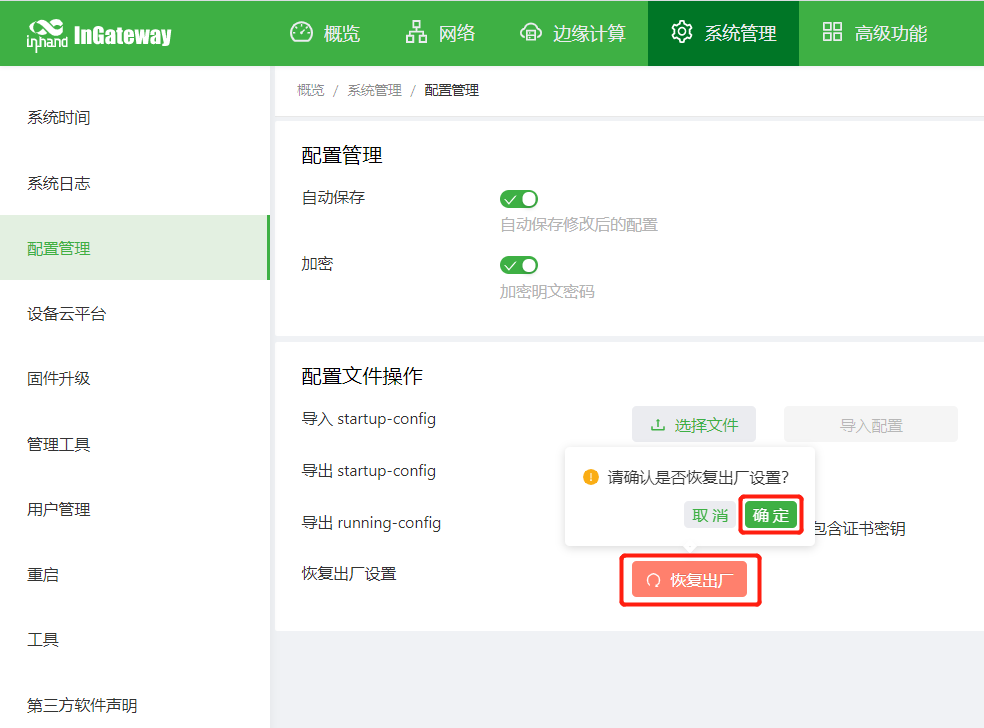 inhand InGateway
概览
网络
边缘计算
系统管理
高级功能
概览 / 系统管理 / 配置管理
系统时间
系统日志
配置管理
设备云平台
固件升级
管理工具
用户管理
重启
工具
第三方软件声明
配置管理
自动保存
自动保存修改后的配置
加密
加密明文密码
配置文件操作
导入 startup-config
选择文件
导入配置
导出 startup-config
请确认是否恢复出厂设置?
取 消
确 定
导出 running-config
包含证书密钥
恢复出厂设置
恢复出厂